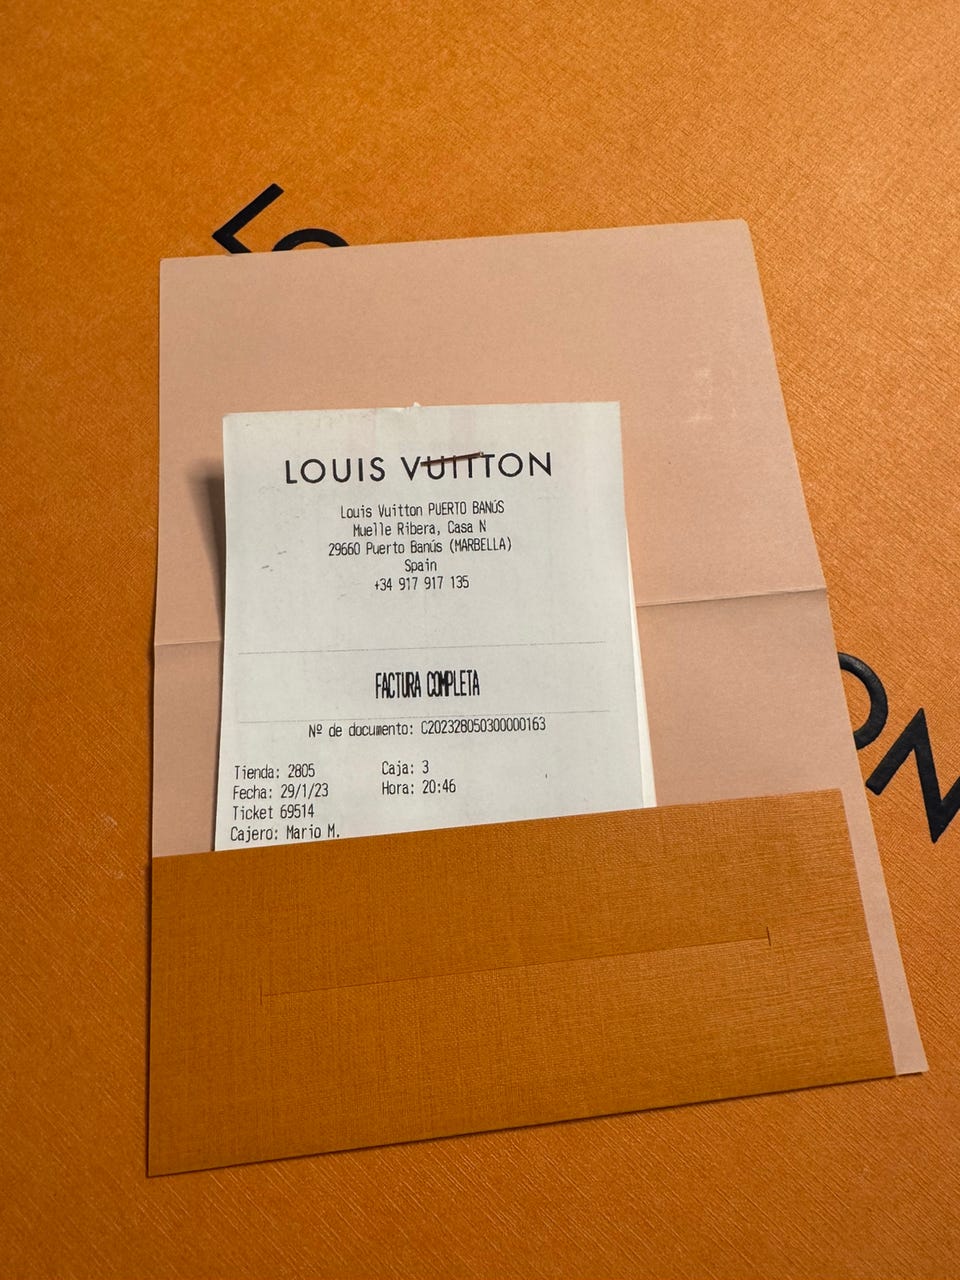 LOUIS VUITTON
Louis Vuitton PUERTO BANÚS
Muelle Ribera, Casa N
29660 Puerto Banús (MARBELLA)
Spain
+34 917 917 135
FACTURA COMPLETA
Nº de documento: C202328050300000163
Tienda: 2805 Caja: 3
Fecha: 29/1/23 Hora: 20:46
Ticket 69514
Cajero: Mario M.